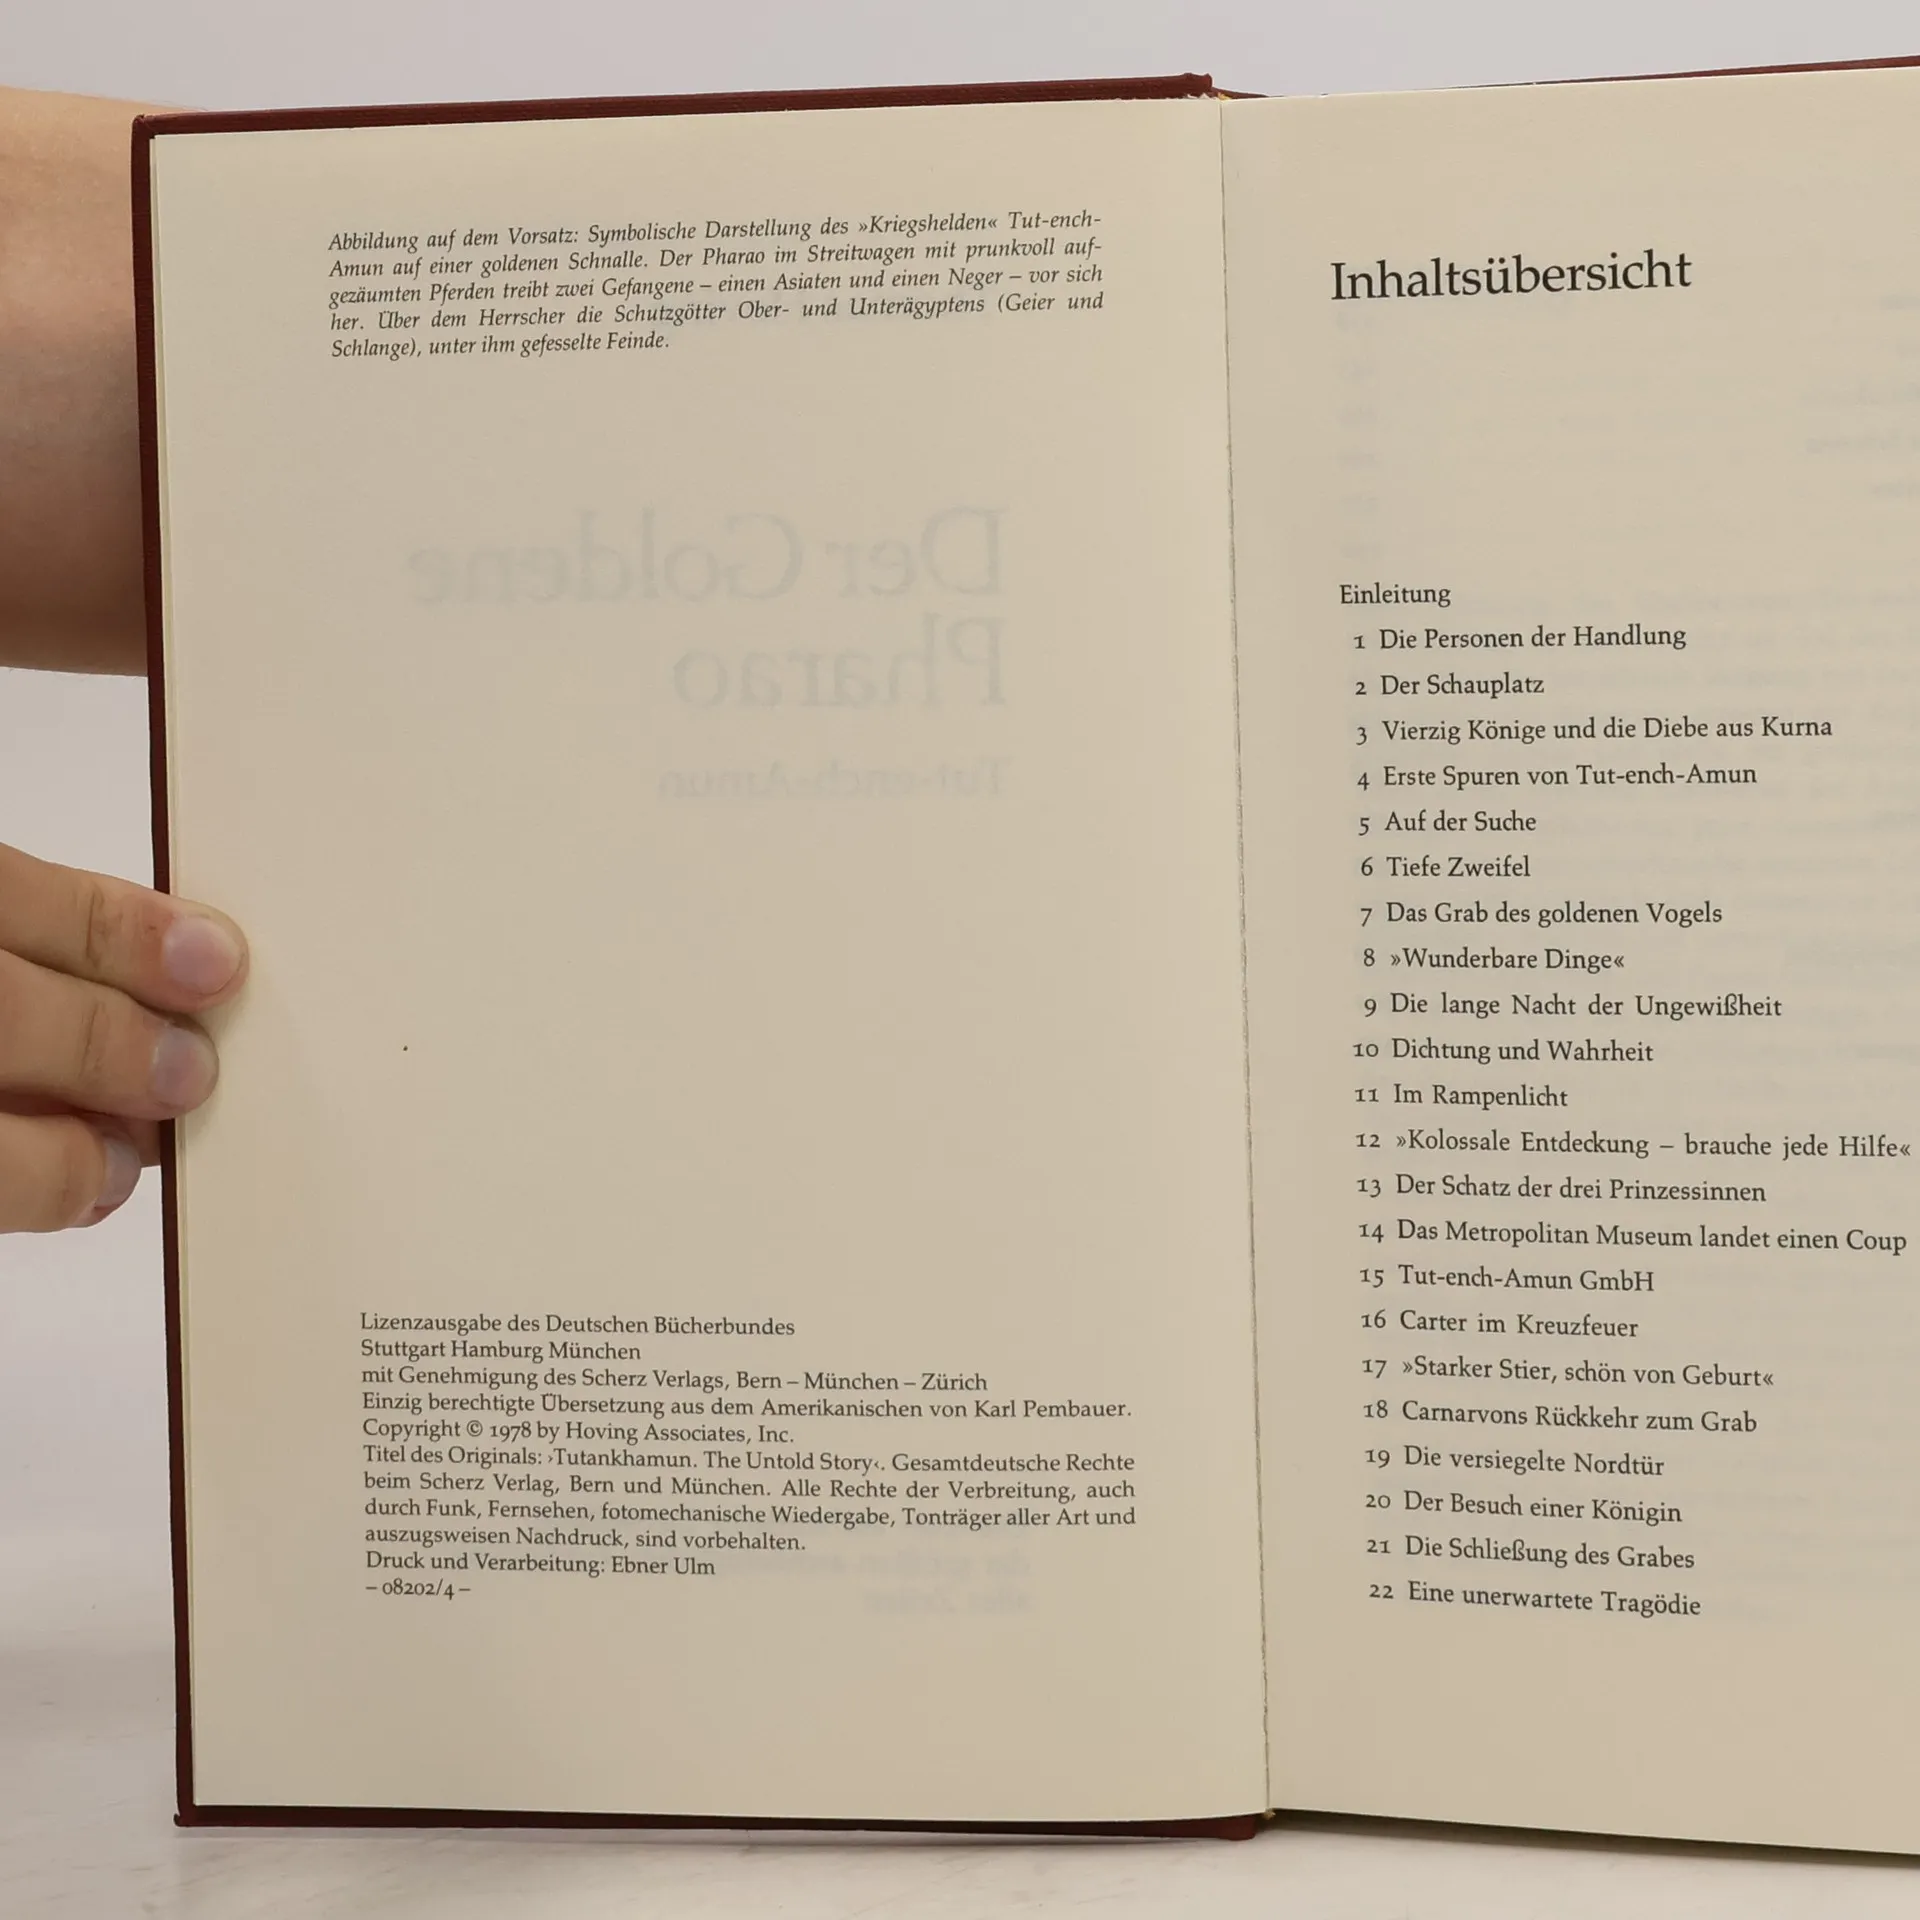 Abbildung auf dem Vorsatz: Symbolische Darstellung des »Kriegshelden« Tut-ench-
Amun auf einer goldenen Schnalle. Der Pharao im Streitwagen mit prunkvoll auf-
gezäumten Pferden treibt zwei Gefangene – einen Asiaten und einen Neger – vor sich
her. Über dem Herrscher die Schutzgötter Ober- und Unterägyptens (Geier und
Schlange), unter ihm gefesselte Feinde.
Der Goldene
Pharao
Tut-ench-Amun
Lizenzausgabe des Deutschen Bücherbundes
Stuttgart Hamburg München
mit Genehmigung des Scherz Verlags, Bern – München – Zürich
Einzig berechtigte Übersetzung aus dem Amerikanischen von Karl Pembauer.
Copyright © 1978 by Hoving Associates, Inc.
Titel des Originals: ›Tutankhamun. The Untold Story‹. Gesamtdeutsche Rechte
beim Scherz Verlag, Bern und München. Alle Rechte der Verbreitung, auch
durch Funk, Fernsehen, fotomechanische Wiedergabe, Tonträger aller Art und
auszugsweisen Nachdruck, sind vorbehalten.
Druck und Verarbeitung: Ebner Ulm
– 08202/4 –
Inhaltsübersicht
Einleitung
1 Die Personen der Handlung
2 Der Schauplatz
3 Vierzig Könige und die Diebe aus Kurna
4 Erste Spuren von Tut-ench-Amun
5 Auf der Suche
6 Tiefe Zweifel
7 Das Grab des goldenen Vogels
8 »Wunderbare Dinge«
9 Die lange Nacht der Ungewißheit
10 Dichtung und Wahrheit
11 Im Rampenlicht
12 »Kolossale Entdeckung – brauche jede Hilfe«
13 Der Schatz der drei Prinzessinnen
14 Das Metropolitan Museum landet einen Coup
15 Tut-ench-Amun GmbH
16 Carter im Kreuzfeuer
17 »Starker Stier, schön von Geburt«
18 Carnarvons Rückkehr zum Grab
19 Die versiegelte Nordtür
20 Der Besuch einer Königin
21 Die Schließung des Grabes
22 Eine unerwartete Tragödie